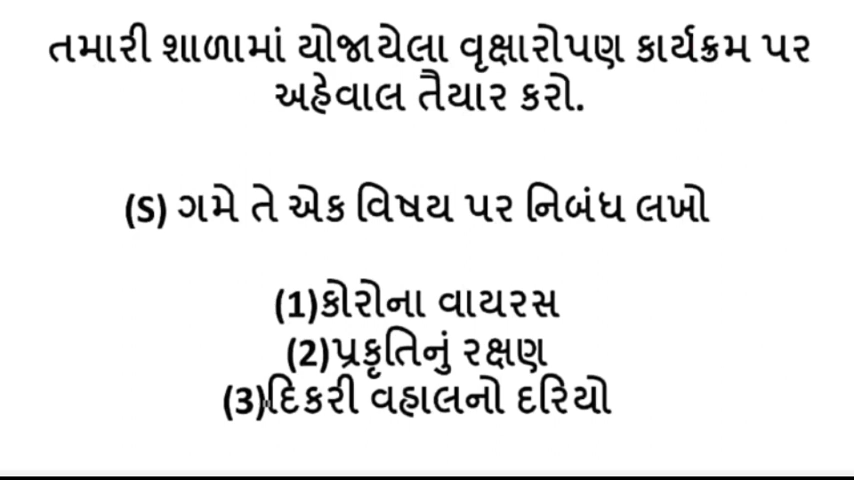 તમારી શાળામાં યોજાયેલા વૃક્ષારોપણ કાર્યક્રમ પર
અહેવાલ તૈયાર કરો.
(S) ગમે તે એક વિષય પર નિબંધ લખો
(1)કોરોના વાયરસ
(2)પ્રકૃતિનું રક્ષણ
(3)દિકરી વહાલનો દરિયો